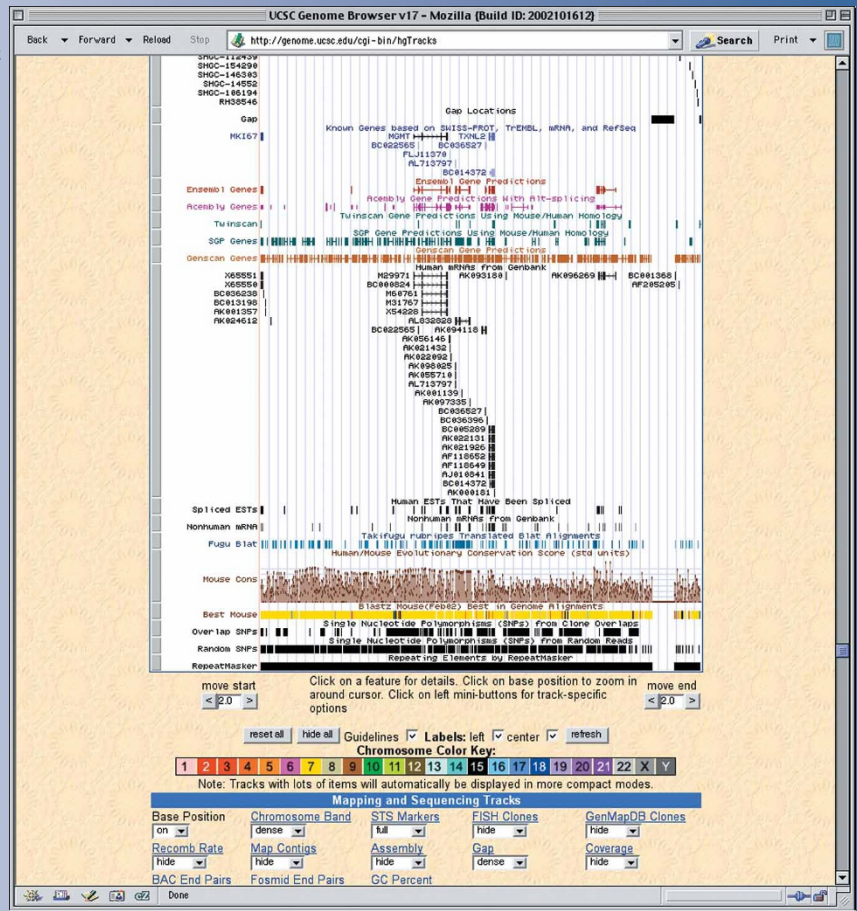 UCSC Genome Browser v17 - Mozilla {Build ID: 2002101612}
Back Forward Reload Stop http://genome.ucsc.edu/cgi-bin/hgTracks Search Print
SHGC-112439
SHGC-154290
SHGC-146303
SHGC-14552
SHGC-106194
RH38546
Gap Locations
Gap
Known Genes based on SWISS-PROT, TrEMBL, mRNA, and RefSeq
MKI67 MGMT TXNL2
BC022565 BC036527
FLJ11370
AL713797
BC014372
Ensembl Gene Predictions
Ensembl Genes
Acembly Gene Predictions With Alt-splicing
Acembly Genes
Twinscan Gene Predictions Using Mouse/Human Homology
Twinscan
SGP Gene Predictions Using Mouse/Human Homology
SGP Genes
Genscan Gene Predictions
Genscan Genes
Human mRNAs from Genbank
X65551 M29971 AK093180 AK096269 BC001368
X65550 BC000824 AF205205
BC036238 M60761
BC013198 M31767
AK001357 X54228
AK024612 AL832828
BC022565 AK094118
AK056146
AK021432
AK022092
AK098025
AK055710
AL713797
AK001139
AK097335
BC036527
BC036396
BC005289
AK022131
AK021926
AF118652
AF118649
AJ010841
BC014372
AK000181
Human ESTs That Have Been Spliced
Spliced ESTs
Nonhuman mRNAs from Genbank
Nonhuman mRNA
Takifugu rubripes Translated Blat Alignments
Fugu Blat
Human/Mouse Evolutionary Conservation Score (std units)
Mouse Cons
Blastz Mouse(Feb02) Best in Genome Alignments
Best Mouse
Single Nucleotide Polymorphisms (SNPs) from Clone Overlaps
Overlap SNPs
Single Nucleotide Polymorphisms (SNPs) from Random Reads
Random SNPs
Repeating Elements by RepeatMasker
RepeatMasker
move start Click on a feature for details. Click on base position to zoom in move end
< 2.0 > around cursor. Click on left mini-buttons for track-specific < 2.0 >
options
reset all hide all Guidelines Labels: left center refresh
Chromosome Color Key:
1 2 3 4 5 6 7 8 9 10 11 12 13 14 15 16 17 18 19 20 21 22 X Y
Note: Tracks with lots of items will automatically be displayed in more compact modes.
Mapping and Sequencing Tracks
Base Position Chromosome Band STS Markers FISH Clones GenMapDB Clones
on dense full hide hide
Recomb Rate Map Contigs Assembly Gap Coverage
hide hide hide dense hide
BAC End Pairs Fosmid End Pairs GC Percent
Done